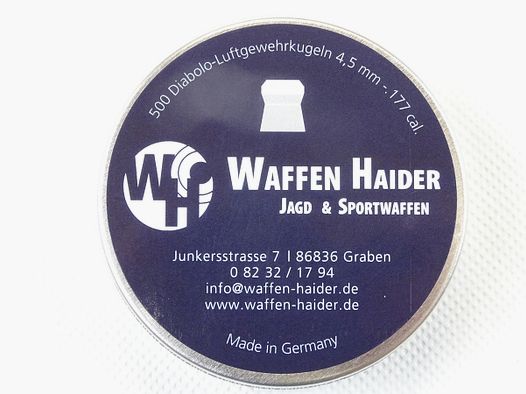 500 Diabolo-Luftgewehrkugeln 4,5 mm -.177 cal.
WH
WAFFEN HAIDER
JAGD & SPORTWAFFEN
Junkersstrasse 7 | 86836 Graben
0 82 32 / 17 94
info@waffen-haider.de
www.waffen-haider.de
Made in Germany